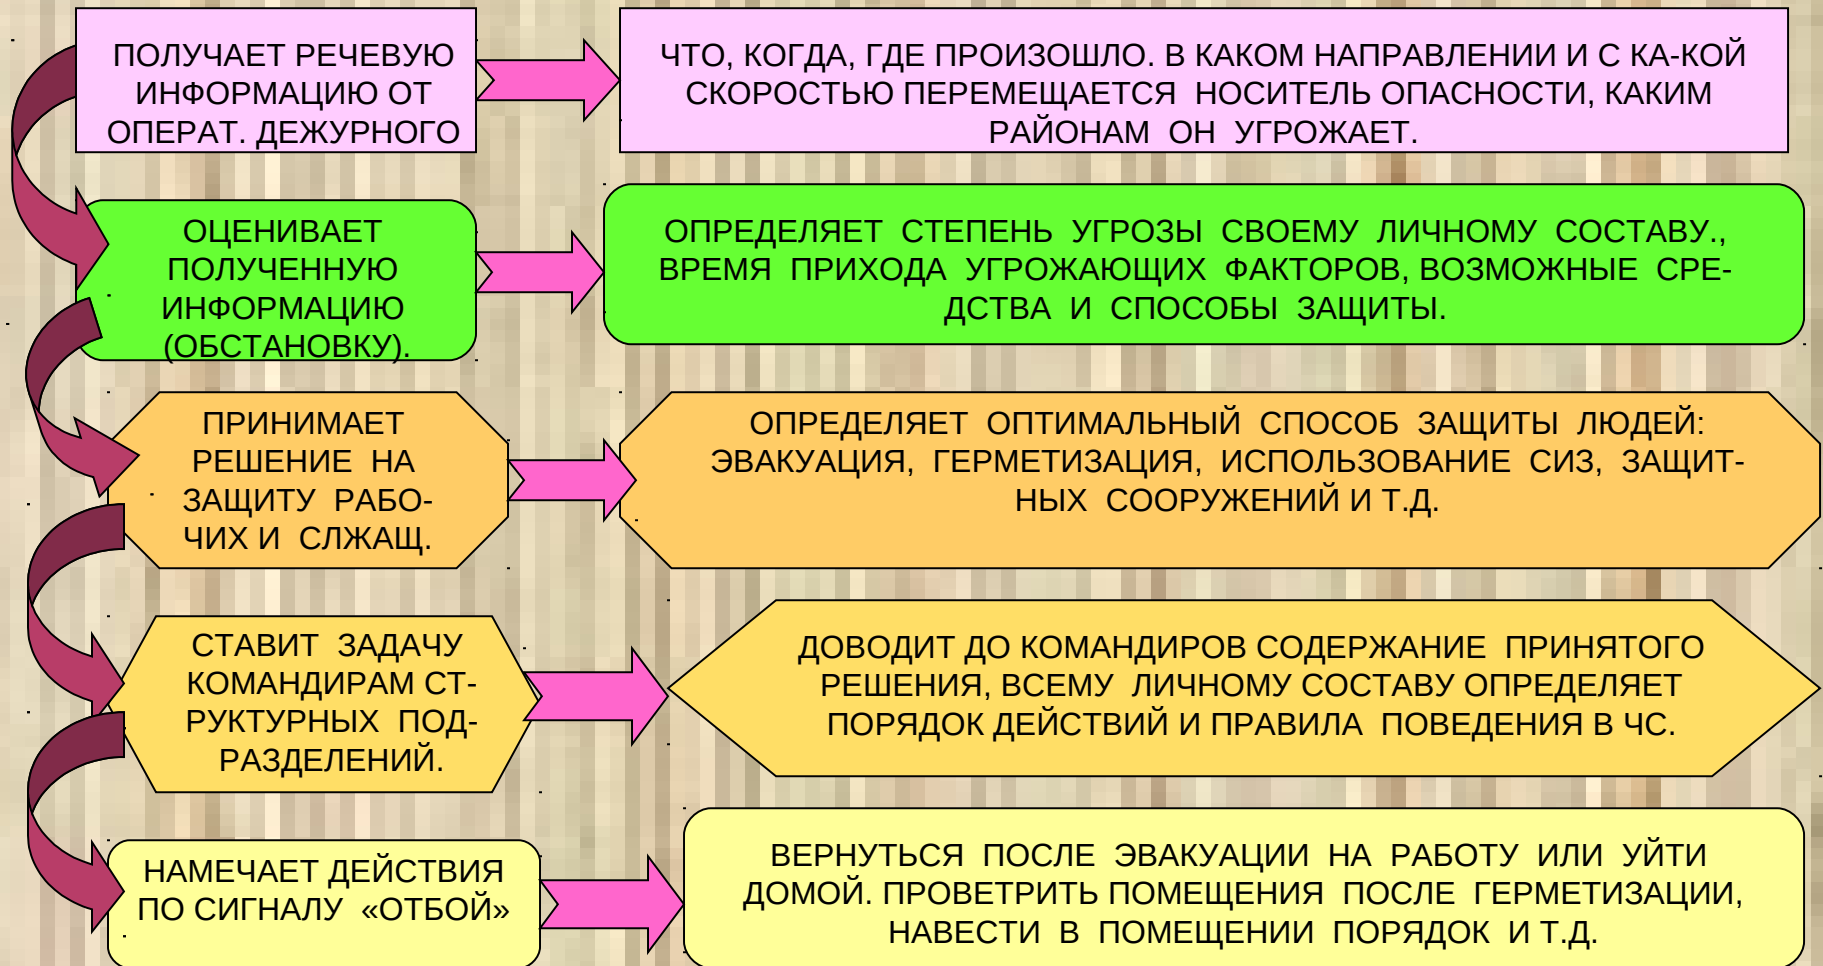 ПОЛУЧАЕТ РЕЧЕВУЮ
ИНФОРМАЦИЮ ОТ
ОПЕРАТ. ДЕЖУРНОГО
ЧТО, КОГДА, ГДЕ ПРОИЗОШЛО. В КАКОМ НАПРАВЛЕНИИ И С КА-КОЙ
СКОРОСТЬЮ ПЕРЕМЕЩАЕТСЯ НОСИТЕЛЬ ОПАСНОСТИ, КАКИМ
РАЙОНАМ ОН УГРОЖАЕТ.
ОЦЕНИВАЕТ
ПОЛУЧЕННУЮ
ИНФОРМАЦИЮ
(ОБСТАНОВКУ).
ОПРЕДЕЛЯЕТ СТЕПЕНЬ УГРОЗЫ СВОЕМУ ЛИЧНОМУ СОСТАВУ.,
ВРЕМЯ ПРИХОДА УГРОЖАЮЩИХ ФАКТОРОВ, ВОЗМОЖНЫЕ СРЕ-
ДСТВА И СПОСОБЫ ЗАЩИТЫ.
ПРИНИМАЕТ
РЕШЕНИЕ НА
ЗАЩИТУ РАБО-
ЧИХ И СЛЖАЩ.
ОПРЕДЕЛЯЕТ ОПТИМАЛЬНЫЙ СПОСОБ ЗАЩИТЫ ЛЮДЕЙ:
ЭВАКУАЦИЯ, ГЕРМЕТИЗАЦИЯ, ИСПОЛЬЗОВАНИЕ СИЗ, ЗАЩИТ-
НЫХ СООРУЖЕНИЙ И Т.Д.
СТАВИТ ЗАДАЧУ
КОМАНДИРАМ СТ-
РУКТУРНЫХ ПОД-
РАЗДЕЛЕНИЙ.
ДОВОДИТ ДО КОМАНДИРОВ СОДЕРЖАНИЕ ПРИНЯТОГО
РЕШЕНИЯ, ВСЕМУ ЛИЧНОМУ СОСТАВУ ОПРЕДЕЛЯЕТ
ПОРЯДОК ДЕЙСТВИЙ И ПРАВИЛА ПОВЕДЕНИЯ В ЧС.
НАМЕЧАЕТ ДЕЙСТВИЯ
ПО СИГНАЛУ «ОТБОЙ»
ВЕРНУТЬСЯ ПОСЛЕ ЭВАКУАЦИИ НА РАБОТУ ИЛИ УЙТИ
ДОМОЙ. ПРОВЕТРИТЬ ПОМЕЩЕНИЯ ПОСЛЕ ГЕРМЕТИЗАЦИИ,
НАВЕСТИ В ПОМЕЩЕНИИ ПОРЯДОК И Т.Д.